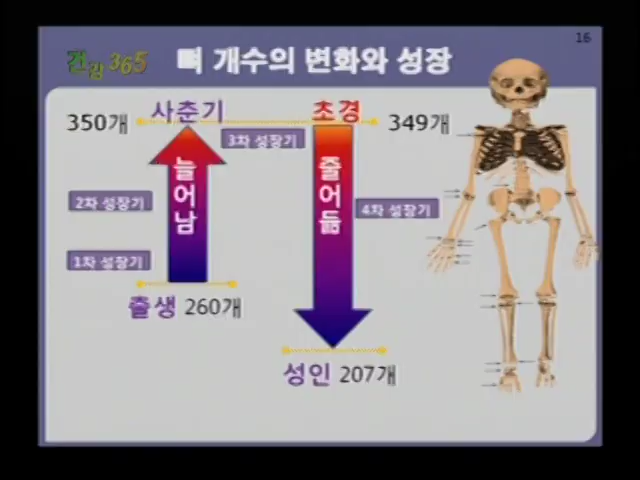 16
건강 365
뼈 개수의 변화와 성장
350개
사춘기
초경
349개
3차 성장기
늘어남
줄어듦
2차 성장기
4차 성장기
1차 성장기
출생 260개
성인 207개